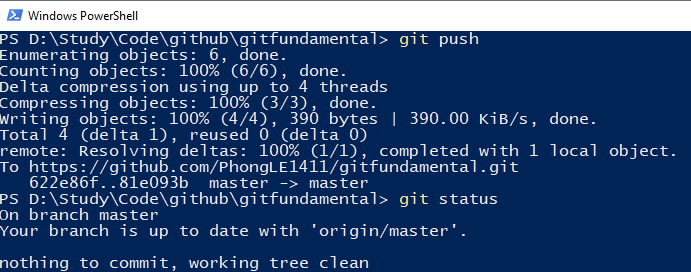 Windows PowerShell
PS D:\Study\Code\github\gitfundamental> git push
Enumerating objects: 6, done.
Counting objects: 100% (6/6), done.
Delta compression using up to 4 threads
Compressing objects: 100% (3/3), done.
Writing objects: 100% (4/4), 390 bytes | 390.00 KiB/s, done.
Total 4 (delta 1), reused 0 (delta 0)
remote: Resolving deltas: 100% (1/1), completed with 1 local object.
To https://github.com/PhongLE1411/gitfundamental.git
   622e86f..81e093b  master -> master
PS D:\Study\Code\github\gitfundamental> git status
On branch master
Your branch is up to date with 'origin/master'.
nothing to commit, working tree clean